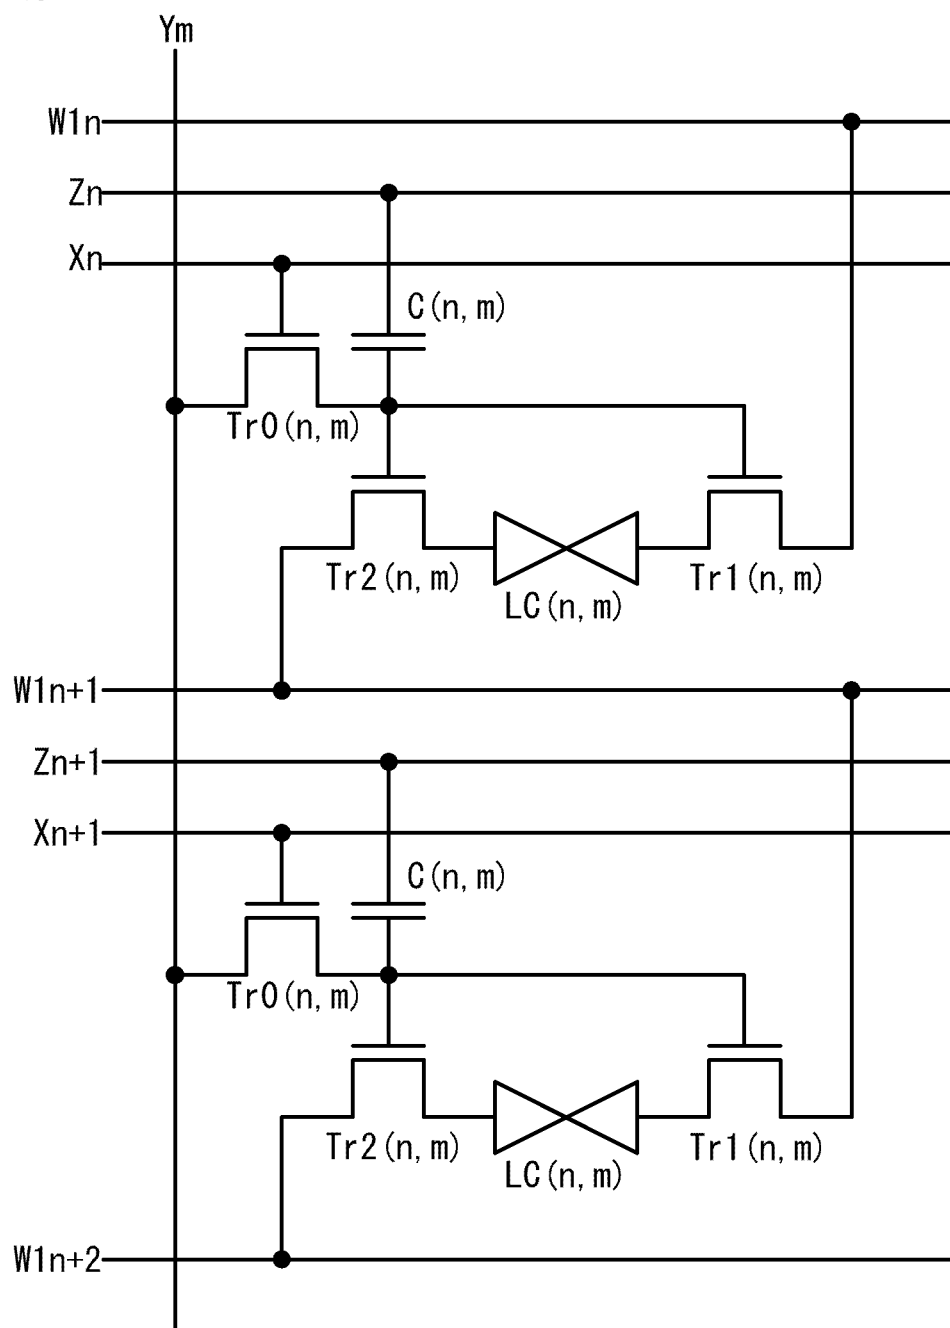 Ym
W1n
Zn
Xn
C(n,m)
Tr0(n,m)
Tr2(n,m)
Tr1(n,m)
LC(n,m)
W1n+1
Zn+1
Xn+1
C(n,m)
Tr0(n,m)
Tr2(n,m)
Tr1(n,m)
LC(n,m)
W1n+2